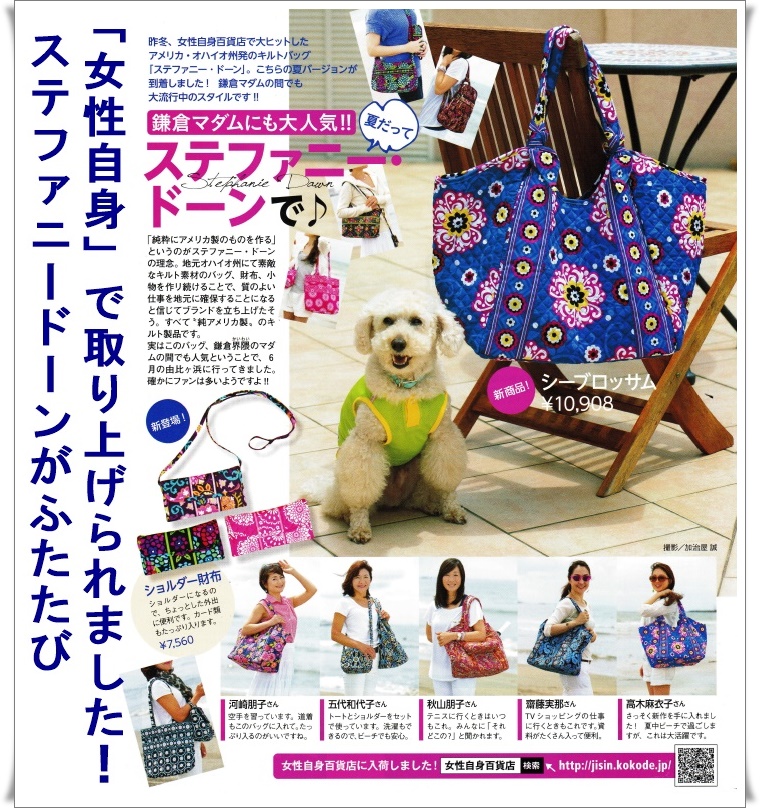 ステファニードーンがふたたび
「女性自身」で取り上げられました！
昨冬、女性自身百貨店で大ヒットした
アメリカ・オハイオ州発のキルトバッグ
「ステファニー・ドーン」。こちらの夏バージョンが
到着しました！ 鎌倉マダムの間でも
大流行中のスタイルです!!
鎌倉マダムにも大人気!!
夏だって
ステファニー・
Stephanie Dawn
ドーンで♪
「純粋にアメリカ製のものを作る」
というのがステファニー・ドーン
の理念。地元オハイオ州にて素敵
なキルト素材のバッグ、財布、小
物を作り続けることで、質のよい
仕事を地元に確保することになる
と信じてブランドを立ち上げたそ
う。すべて“純アメリカ製”のキ
ルト製品です。
実はこのバッグ、鎌倉界隈のマダ
かいわい
ムの間でも人気ということで、6
月の由比ヶ浜に行ってきました。
確かにファンは多いようですよ!!
新商品！
シーブロッサム
¥10,908
新登場！
撮影／加治屋 誠
ショルダー財布
ショルダーになるの
で、ちょっとした外出
に便利です。カード類
もたっぷり入ります。
¥7,560
河崎朋子さん
空手を習っています。道着
もこのバッグに入れて。たっ
ぷり入るのがいいですね。
五代和代子さん
トートとショルダーをセット
で使っています。洗濯もで
きるので、ビーチでも安心。
秋山朋子さん
テニスに行くときはいつ
もこれ。みんなに「それ
どこの？」と聞かれます。
齋藤実那さん
TVショッピングの仕事
に行くときもこれです。資
料がたくさん入って便利。
高木麻衣子さん
さっそく新作を手に入れまし
た！ 夏中ビーチで過ごしま
すが、これは大活躍です。
女性自身百貨店に入荷しました！ 女性自身百貨店 検索 http://jisin.kokode.jp/